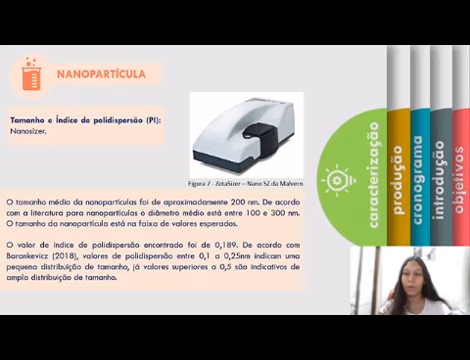 NANOPARTÍCULA
Tamanho e Índice de polidispersão (PI):
Nanosizer.
Figura 7 - ZetaSizer – Nano SZ da Malvern
O tamanho médio da nanopartículas foi de aproximadamente 200 nm. De acordo
com a literatura para nanopartículas o diâmetro médio está entre 100 e 300 nm.
O tamanho da nanopartícula está na faixa de valores esperados.
O valor de índice de polidispersão encontrado foi de 0,189. De acordo com
Barankevicz (2018), valores de polidispersão entre 0,1 a 0,25nm indicam uma
pequena distribuição de tamanho, já valores superiores a 0,5 são indicativos de
ampla distribuição de tamanho.
caracterização
produção
cronograma
introdução
objetivos